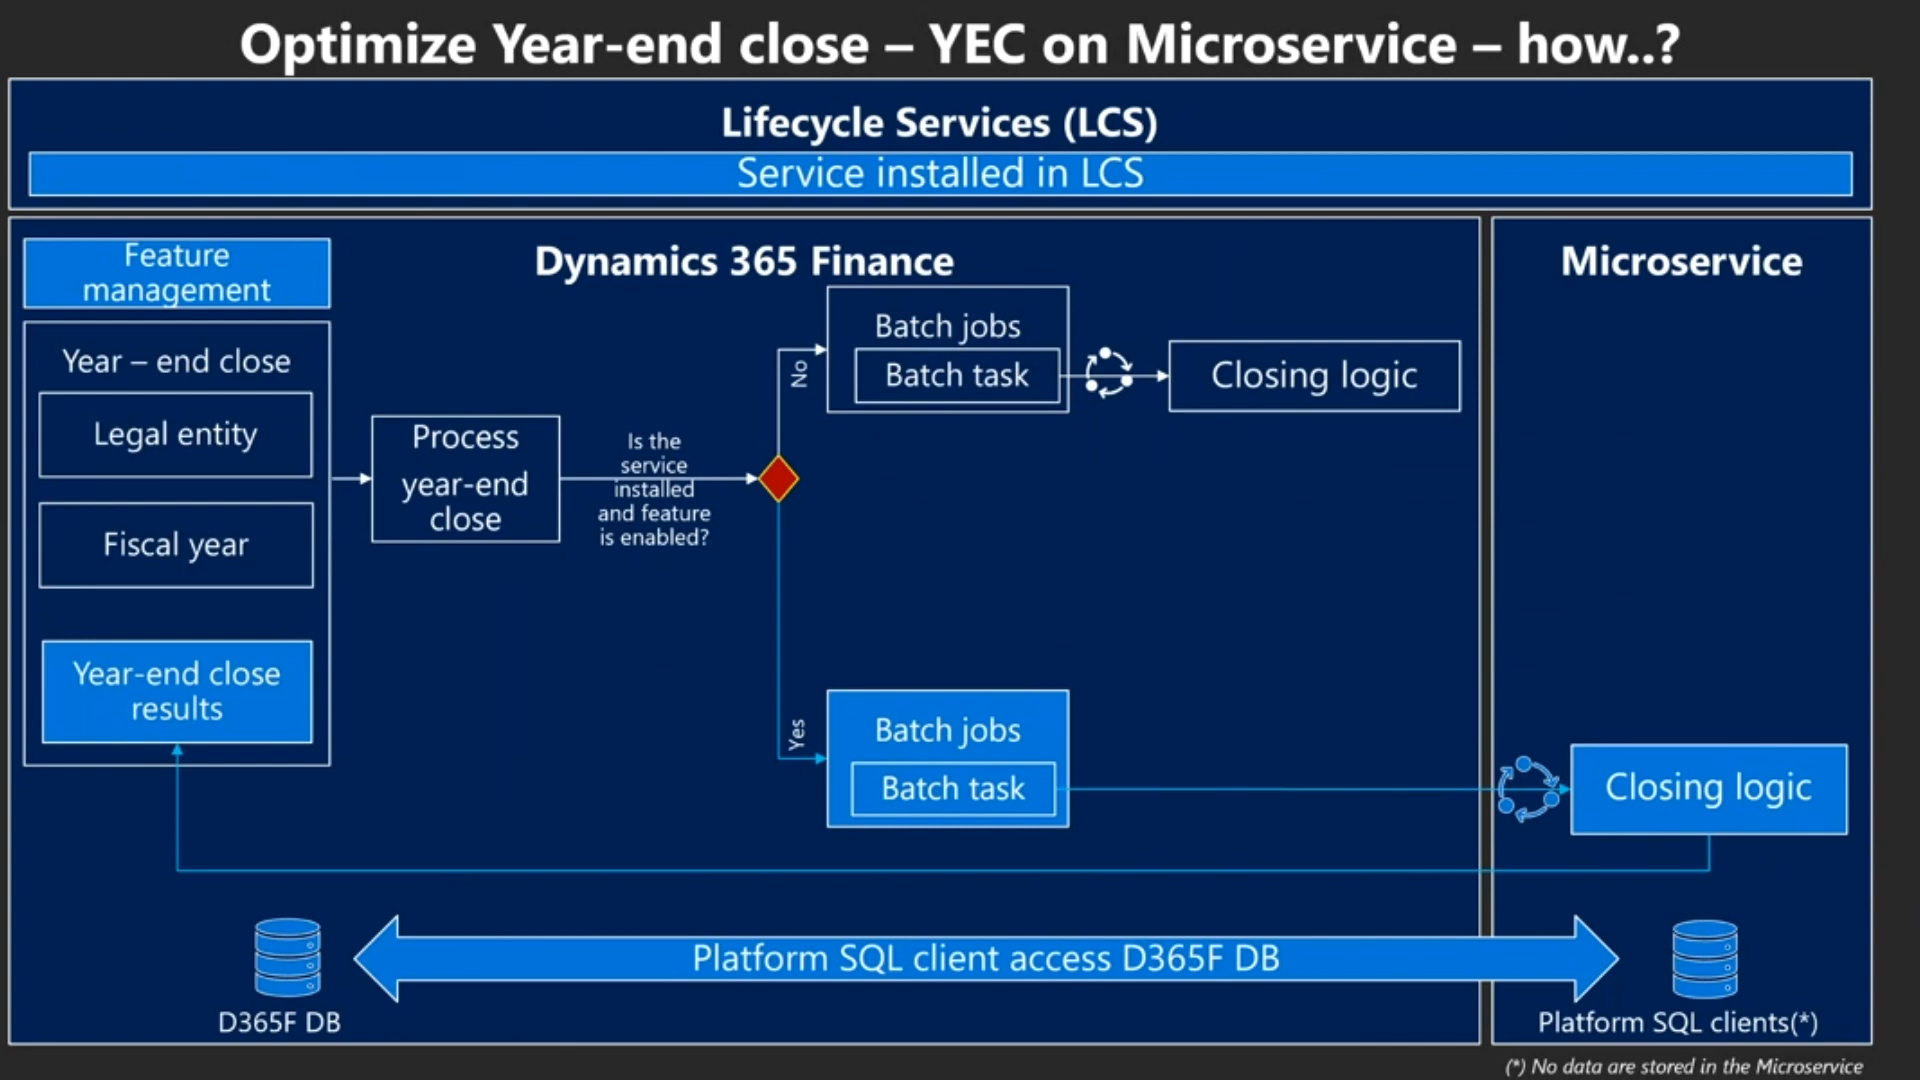 Optimize Year-end close – YEC on Microservice – how..?
Lifecycle Services (LCS)
Service installed in LCS
Feature
management
Dynamics 365 Finance
Microservice
Year – end close
Legal entity
Fiscal year
Year-end close
results
Process
year-end
close
Is the
service
installed
and feature
is enabled?
No
Batch jobs
Batch task
Closing logic
Yes
Batch jobs
Batch task
Closing logic
Platform SQL client access D365F DB
D365F DB
Platform SQL clients(*)
(*) No data are stored in the Microservice